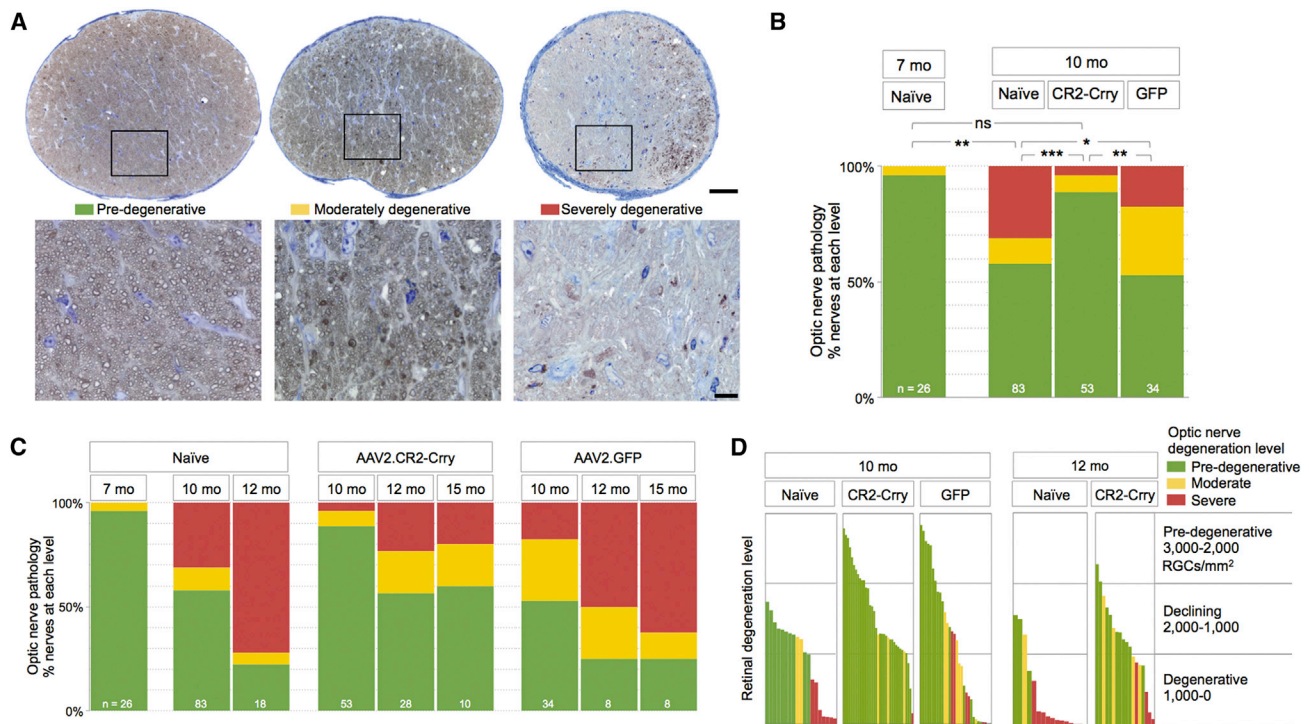 A
Pre-degenerative
Moderately degenerative
Severely degenerative
B
7 mo
10 mo
Naïve
Naïve
CR2-Crry
GFP
ns
**
*
***
**
Optic nerve pathology
% nerves at each level
100%
50%
0%
n = 26
83
53
34
C
Naïve
AAV2.CR2-Crry
AAV2.GFP
7 mo
10 mo
12 mo
10 mo
12 mo
15 mo
10 mo
12 mo
15 mo
Optic nerve pathology
% nerves at each level
100%
50%
0%
n = 26
83
18
53
28
10
34
8
8
D
Optic nerve
degeneration level
Pre-degenerative
Moderate
Severe
10 mo
12 mo
Naïve
CR2-Crry
GFP
Naïve
CR2-Crry
Retinal degeneration level
Pre-degenerative
3,000-2,000
RGCs/mm²
Declining
2,000-1,000
Degenerative
1,000-0